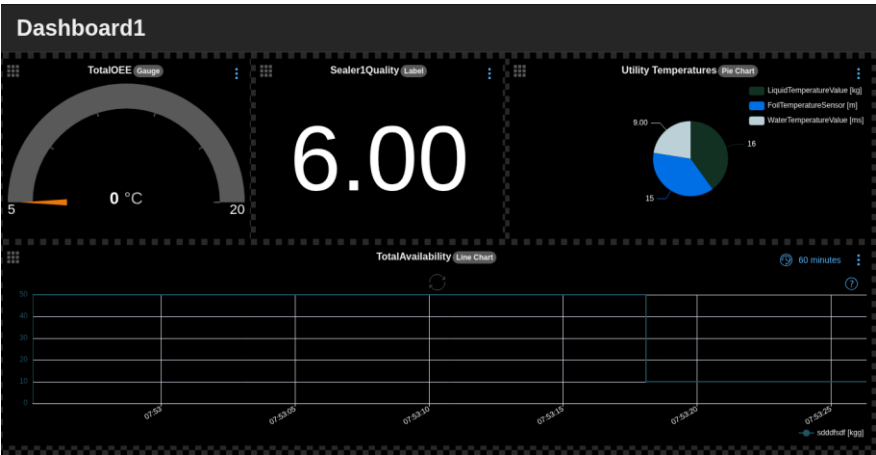 Dashboard1
TotalOEE Gauge
0 °C
5
20
Sealer1Quality Label
6.00
Utility Temperatures Pie Chart
LiquidTemperatureValue [kg]
FoilTemperatureSensor [m]
WaterTemperatureValue [ms]
9.00
16
15
TotalAvailability Line Chart
60 minutes
?
50
40
30
20
10
0
07:53
07:53:05
07:53:10
07:53:15
07:53:20
07:53:25
sdddfsdf [kgg]